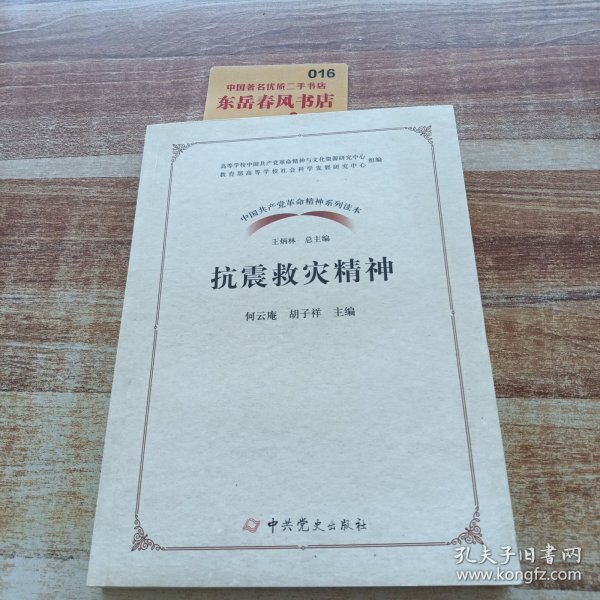 016
中国著名优质二手书店
东岳春风书店
高等学校中国共产党革命精神与文化资源研究中心
教育部高等学校社会科学发展研究中心 组编
中国共产党革命精神系列读本
王炳林 总主编
抗震救灾精神
何云庵 胡子祥 主编
中共党史出版社
孔夫子旧书网
www.kongfz.com